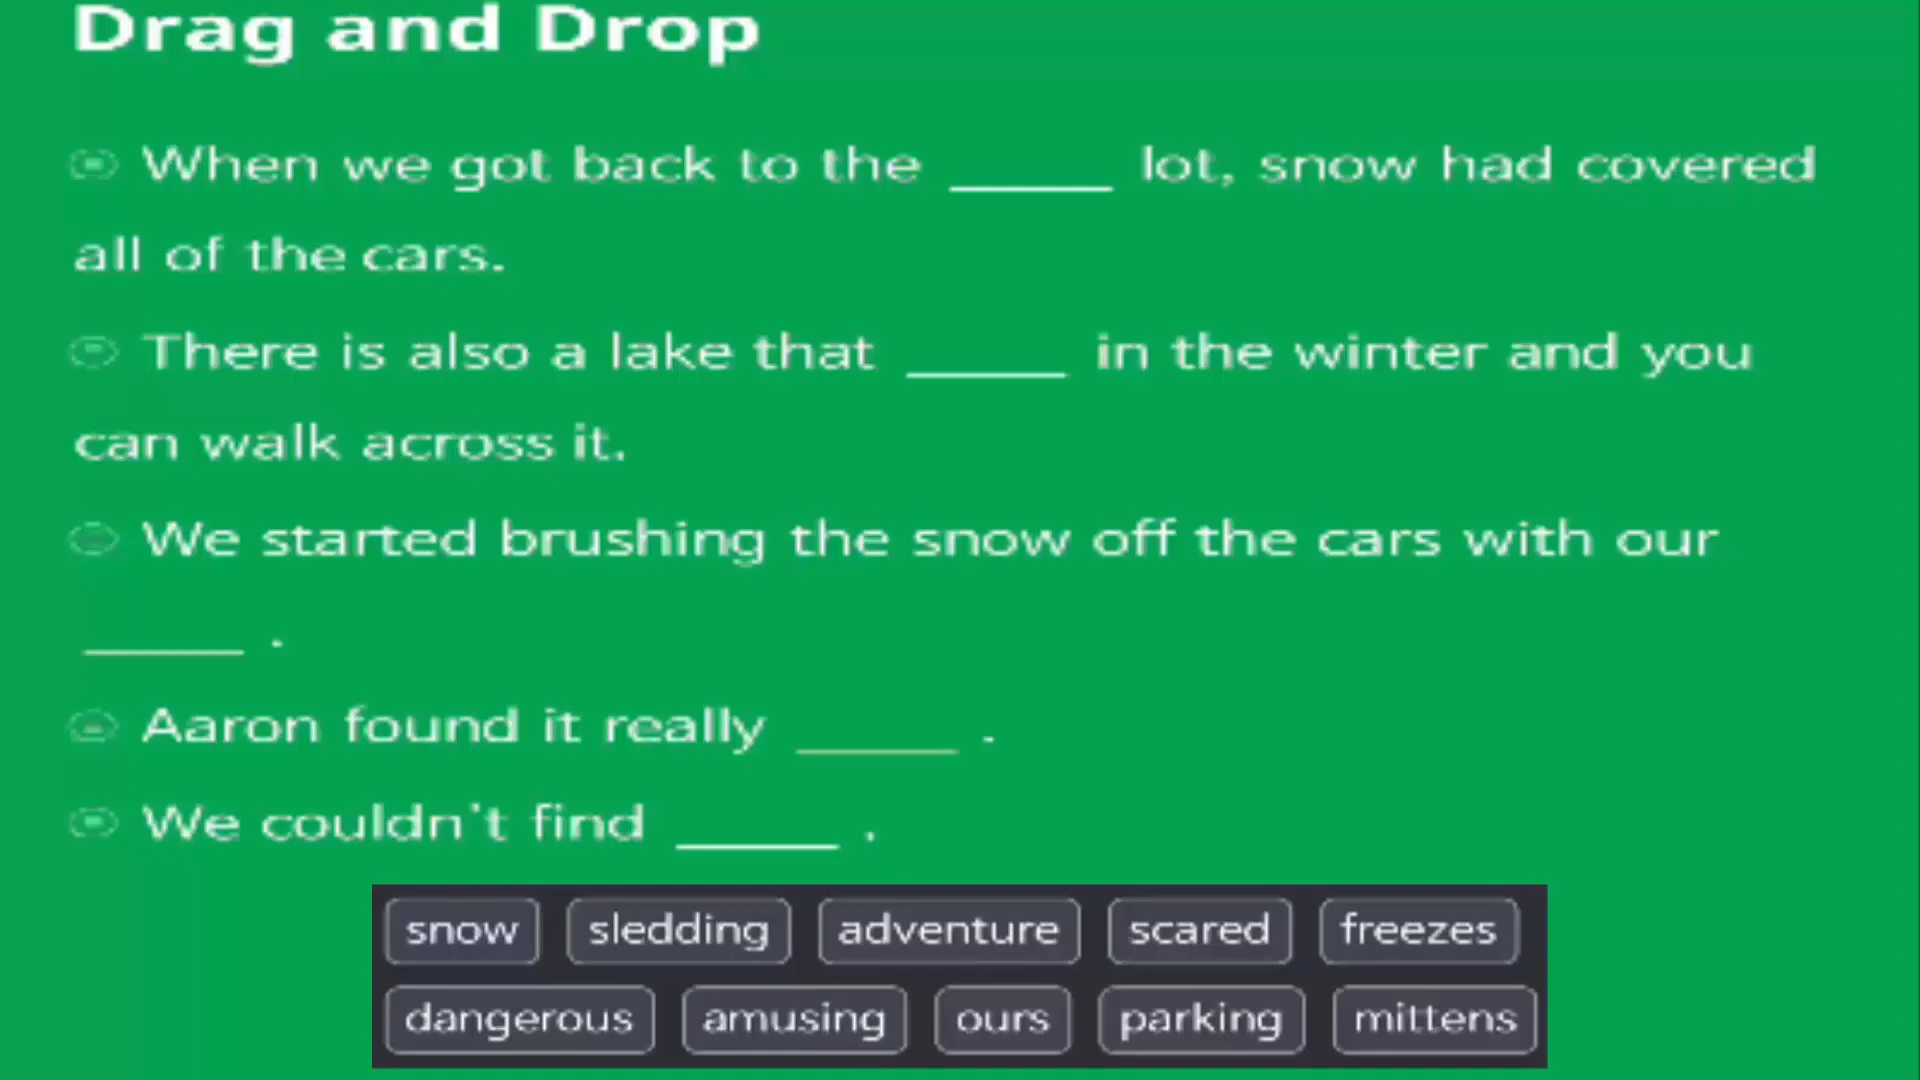 Drag and Drop
When we got back to the _____ lot, snow had covered
all of the cars.
There is also a lake that _____ in the winter and you
can walk across it.
We started brushing the snow off the cars with our
_____ .
Aaron found it really _____ .
We couldn't find _____ .
snow sledding adventure scared freezes
dangerous amusing ours parking mittens